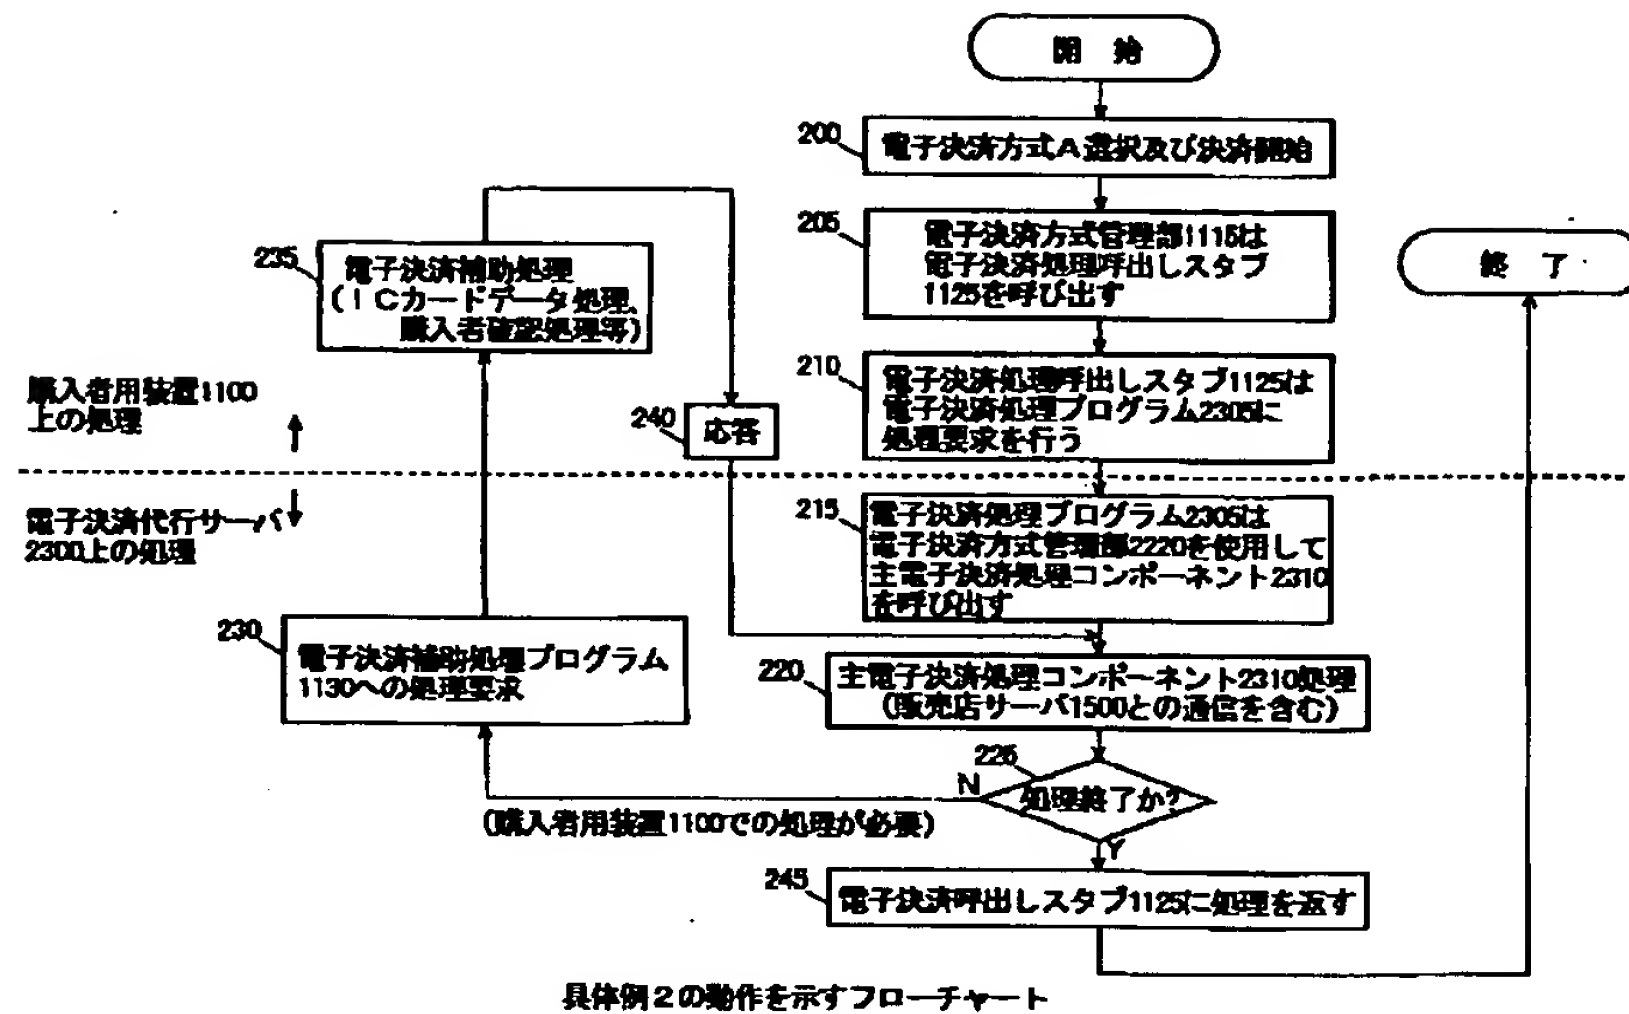 開 始
200
電子決済方式A選択及び決済開始
205
電子決済方式管理部1115は
電子決済処理呼出しスタブ
1125を呼び出す
終 了
235
電子決済補助処理
(ICカードデータ処理、
購入者確認処理等)
210
電子決済処理呼出しスタブ1125は
電子決済処理プログラム2305に
処理要求を行う
購入者用装置1100
上の処理
240
応答
電子決済代行サーバ
2300上の処理
215
電子決済処理プログラム2305は
電子決済方式管理部2220を使用して
主電子決済処理コンポーネント2310
を呼び出す
230
電子決済補助処理プログラム
1130への処理要求
220
主電子決済処理コンポーネント2310処理
(販売店サーバ1500との通信を含む)
225
N
処理終了か?
(購入者用装置1100での処理が必要)
Y
245
電子決済呼出しスタブ1125に処理を返す
具体例2の動作を示すフローチャート